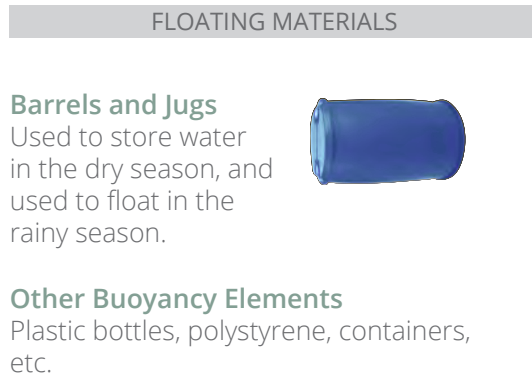 FLOATING MATERIALS
Barrels and Jugs
Used to store water
in the dry season, and
used to float in the
rainy season.
Other Buoyancy Elements
Plastic bottles, polystyrene, containers,
etc.